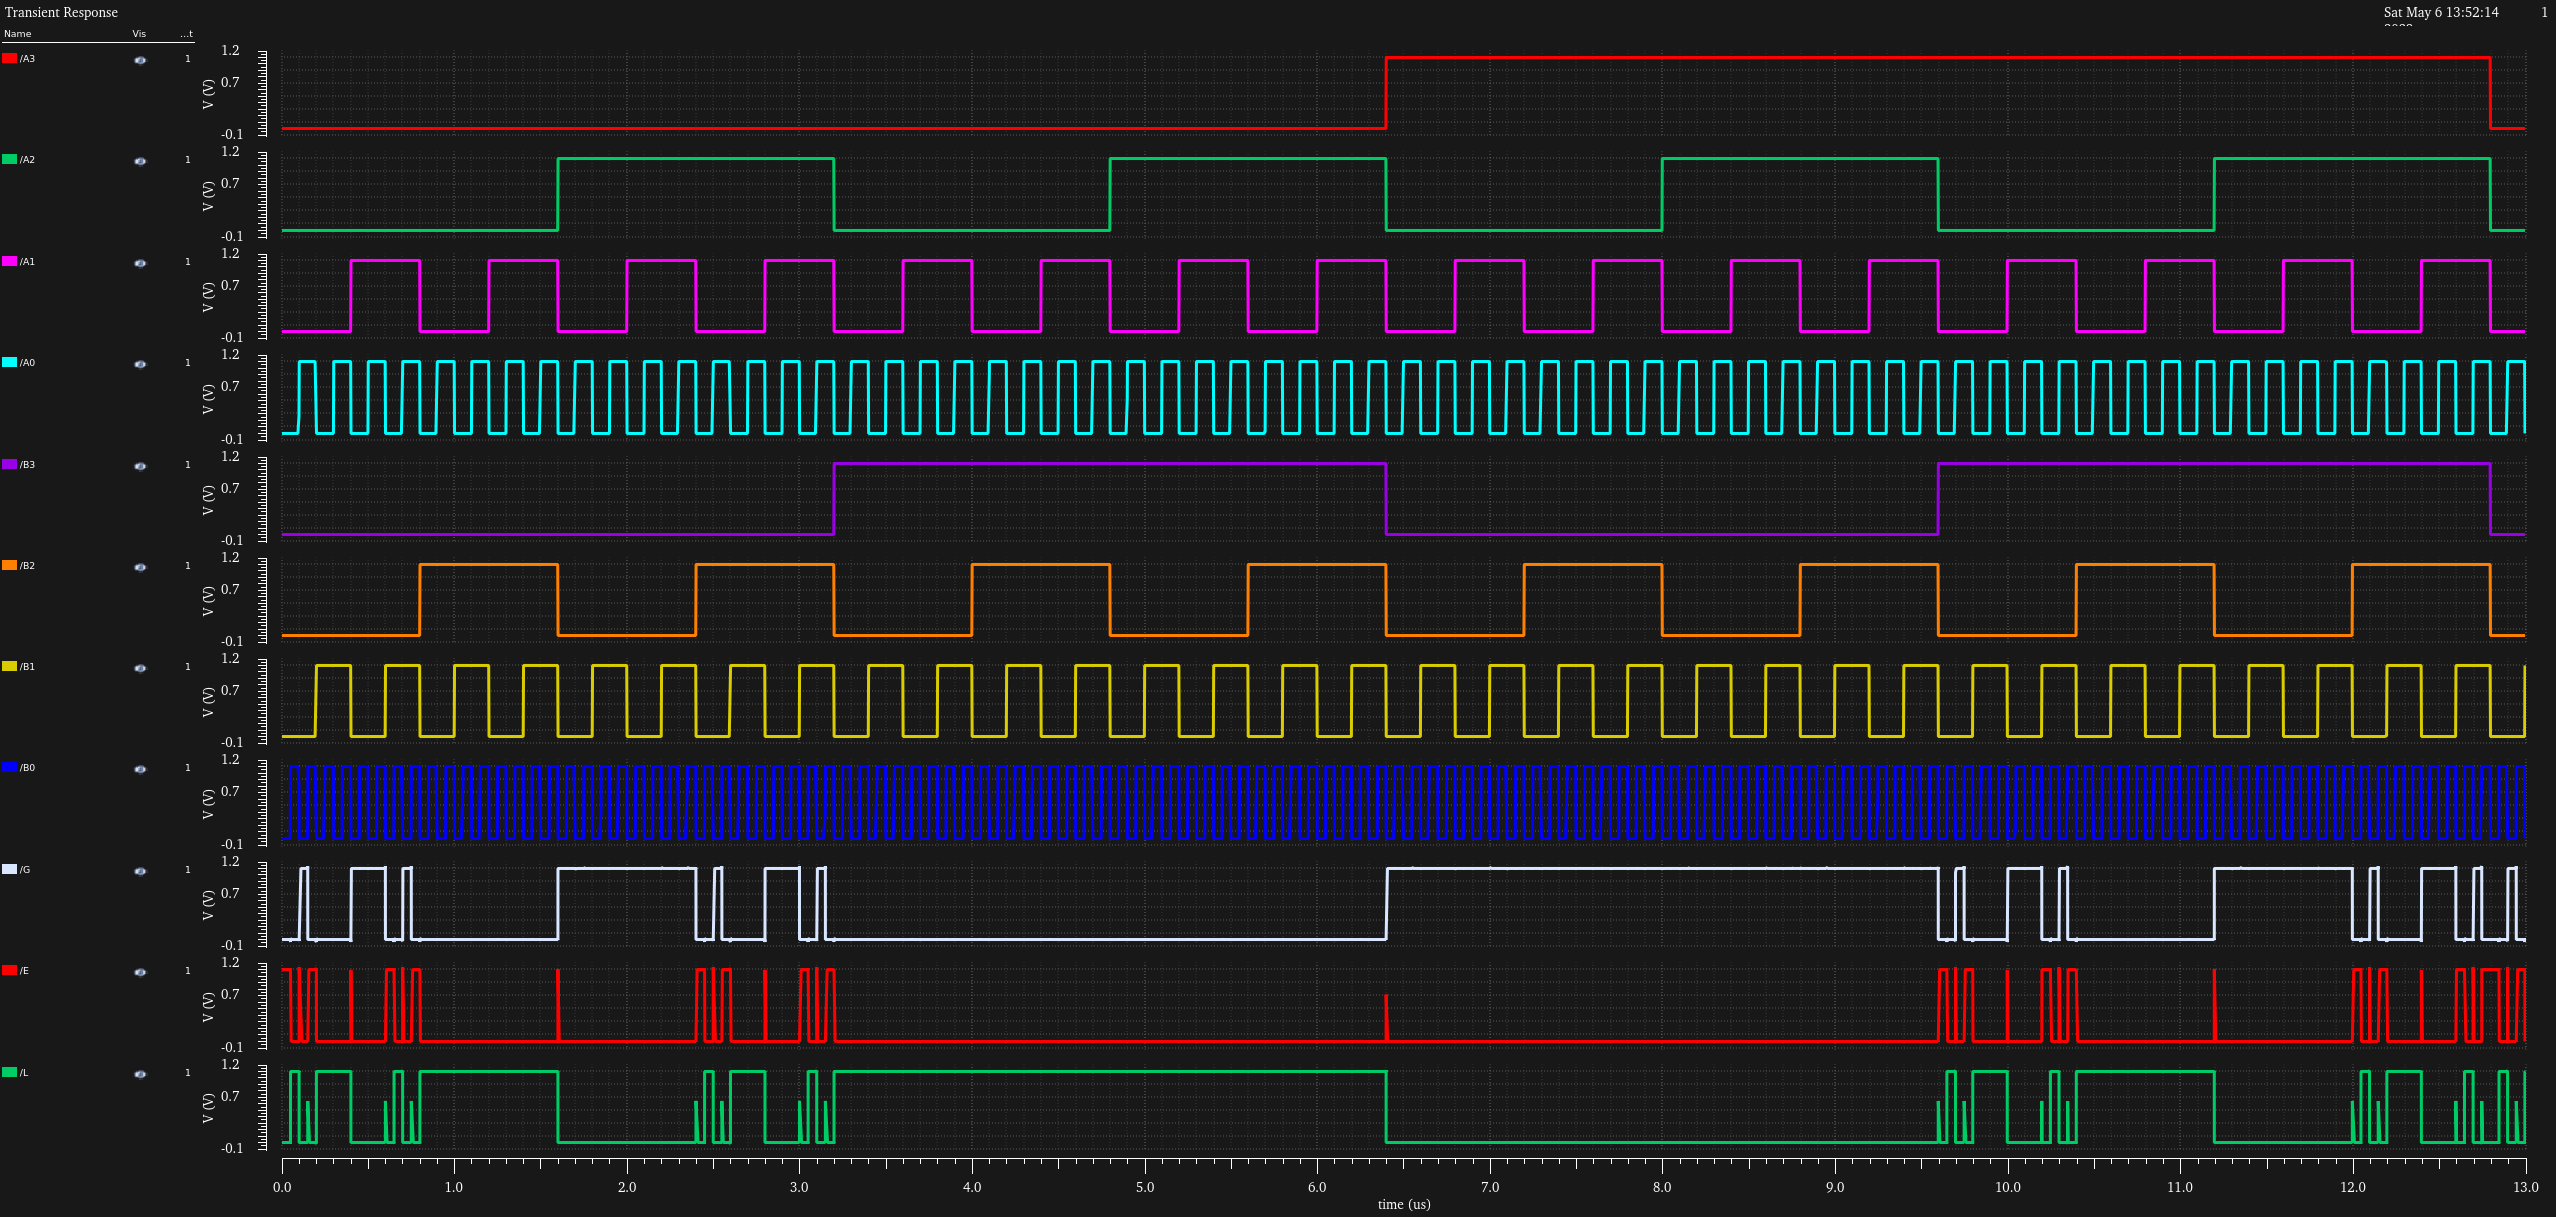 Transient Response
Sat May 6 13:52:14 1
Name Vis ...t
/A3 1
1.2
0.7
-0.1
V (V)
/A2 1
1.2
0.7
-0.1
V (V)
/A1 1
1.2
0.7
-0.1
V (V)
/A0 1
1.2
0.7
-0.1
V (V)
/B3 1
1.2
0.7
-0.1
V (V)
/B2 1
1.2
0.7
-0.1
V (V)
/B1 1
1.2
0.7
-0.1
V (V)
/B0 1
1.2
0.7
-0.1
V (V)
/G 1
1.2
0.7
-0.1
V (V)
/E 1
1.2
0.7
-0.1
V (V)
/L 1
1.2
0.7
-0.1
V (V)
0.0 1.0 2.0 3.0 4.0 5.0 6.0 7.0 8.0 9.0 10.0 11.0 12.0 13.0
time (us)